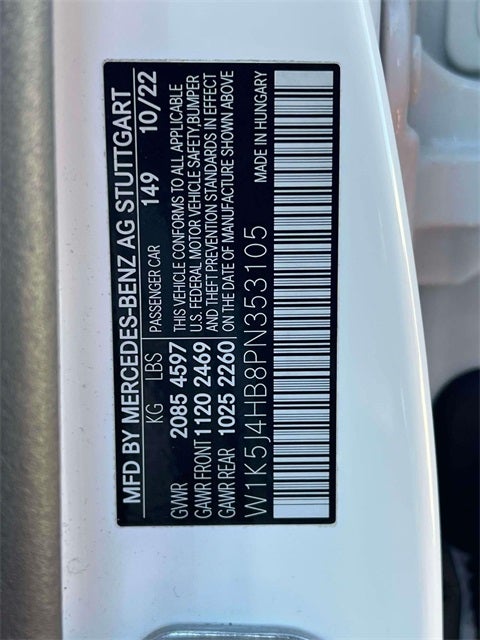 MFD BY MERCEDES-BENZ AG STUTTGART
KG LBS PASSENGER CAR 149 10/22
GVWR 2085 4597 THIS VEHICLE CONFORMS TO ALL APPLICABLE
U.S. FEDERAL MOTOR VEHICLE SAFETY,BUMPER
GAWR FRONT 1120 2469 AND THEFT PREVENTION STANDARDS IN EFFECT
GAWR REAR 1025 2260 ON THE DATE OF MANUFACTURE SHOWN ABOVE
W1K5J4HB8PN353105 MADE IN HUNGARY